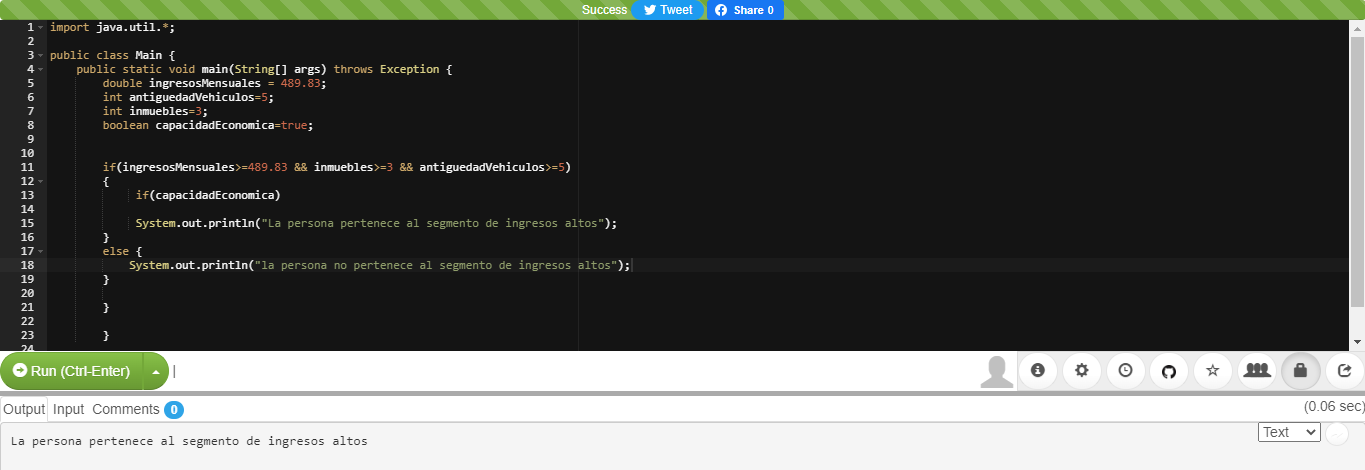 Success Tweet Share 0
1 import java.util.*;
2
3 public class Main {
4 public static void main(String[] args) throws Exception {
5 double ingresosMensuales = 489.83;
6 int antiguedadVehiculos=5;
7 int inmuebles=3;
8 boolean capacidadEconomica=true;
9
10
11 if(ingresosMensuales>=489.83 && inmuebles>=3 && antiguedadVehiculos>=5)
12 {
13 if(capacidadEconomica)
14
15 System.out.println("La persona pertenece al segmento de ingresos altos");
16 }
17 else {
18 System.out.println("la persona no pertenece al segmento de ingresos altos");
19 }
20
21 }
22
23 }
24
Run (Ctrl-Enter)
Output Input Comments 0 (0.06 sec)
Text
La persona pertenece al segmento de ingresos altos